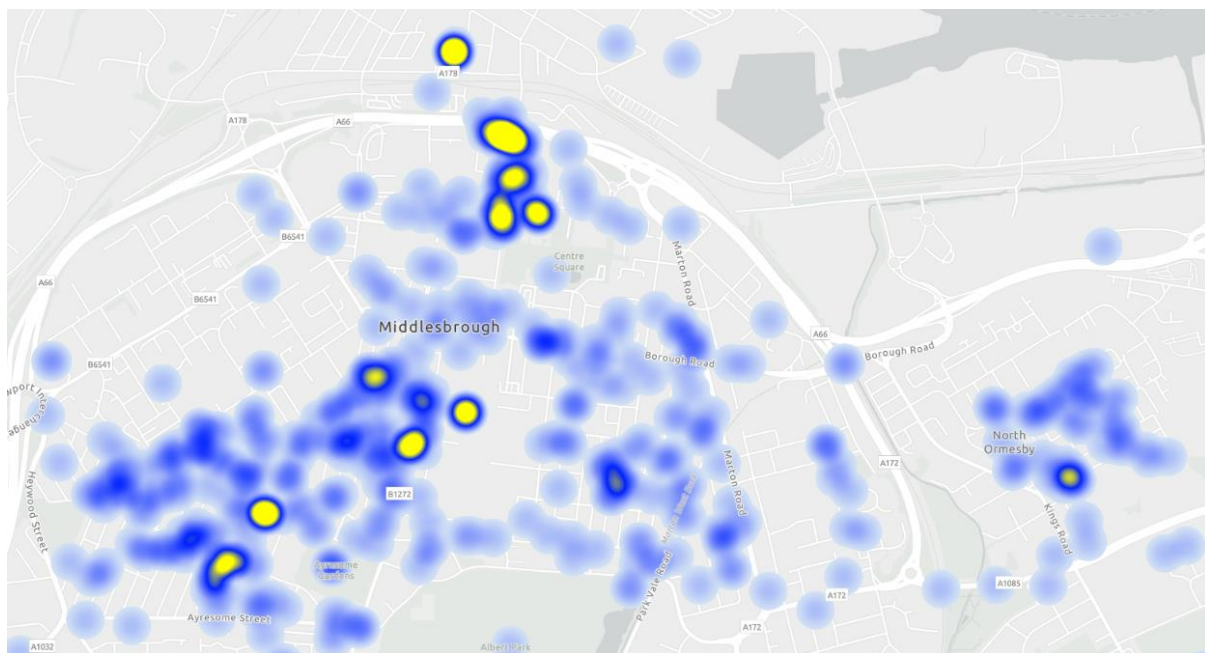 A178
A178
A66
B6541
A66
Centre
Square
Marton Road
B6541
Middlesbrough
A66
Borough Road
Borough Road
B6541
wport Interchange
North
Ormesby
Heywood Street
A172
Marton Road
B1272
Kings Road
Ayresome
Gardens
Park Vale Road
A1085
A172
Ayresome Street
A172
A1032
Albert Park